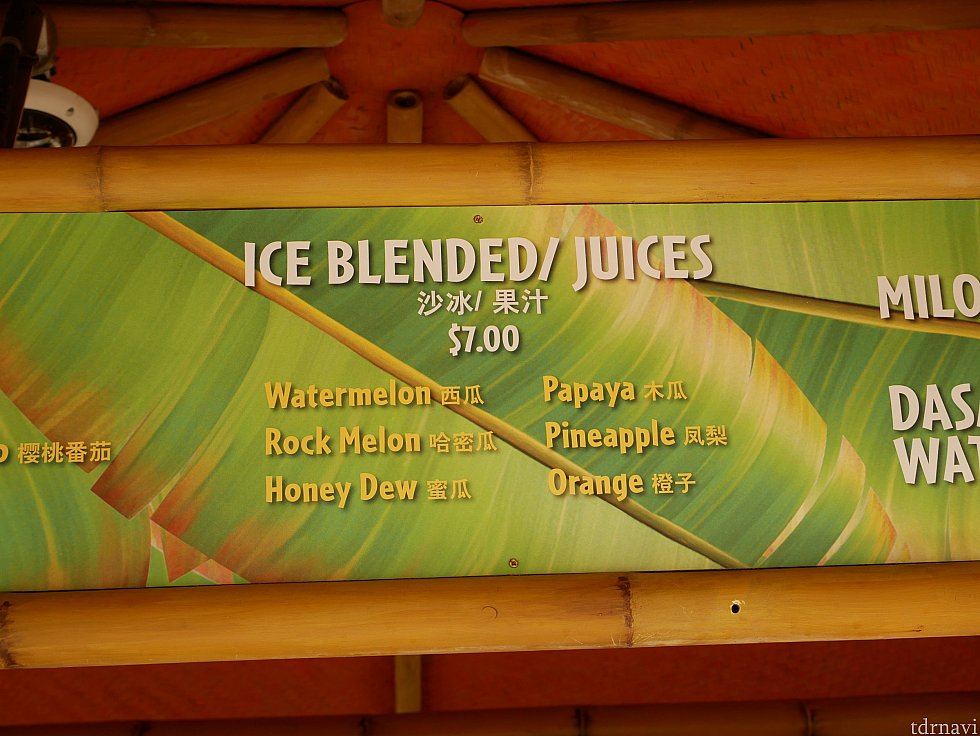 ICE BLENDED/ JUICES
沙冰/ 果汁
$7.00
Watermelon 西瓜
Rock Melon 哈密瓜
Honey Dew 蜜瓜
Papaya 木瓜
Pineapple 凤梨
Orange 橙子
樱桃番茄
MILO
DASA
WAT
tdrnavi